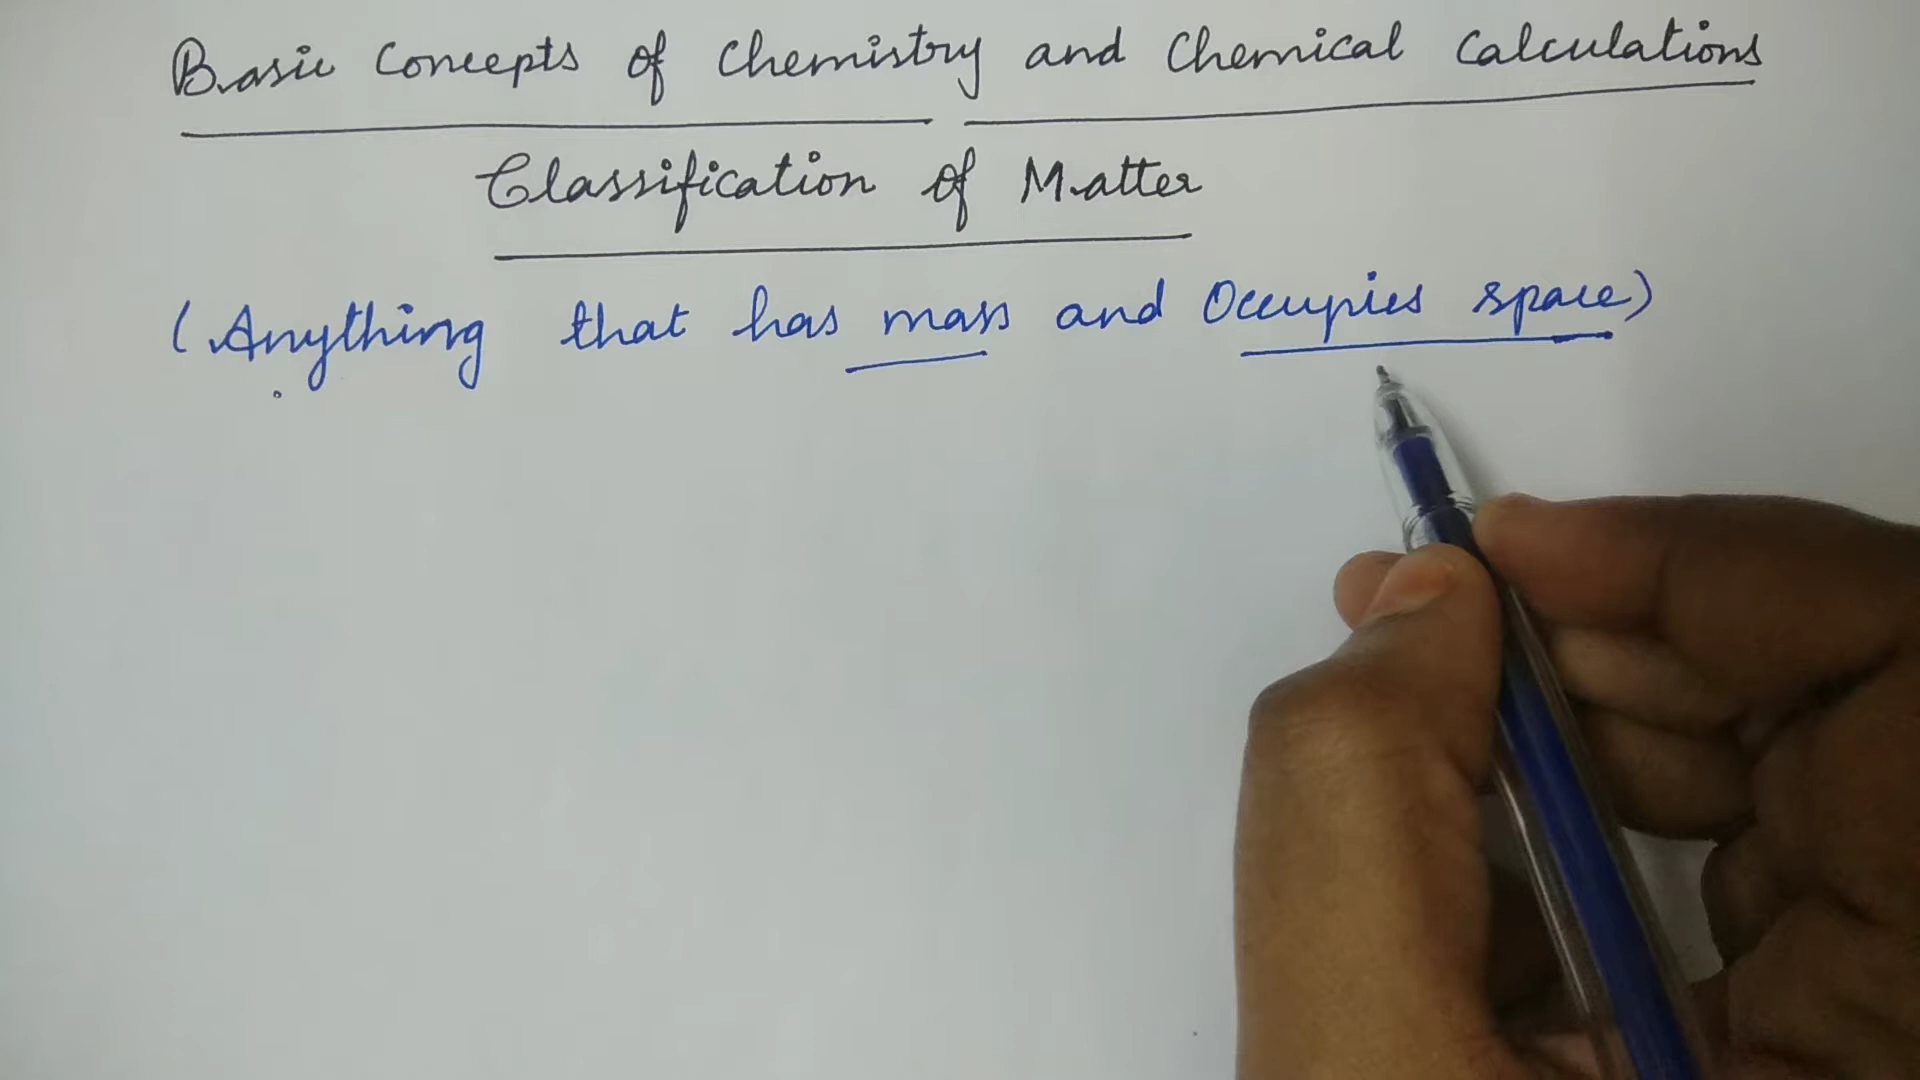 Basic Concepts of Chemistry and Chemical Calculations
Classification of Matter
(Anything that has mass and Occupies space)